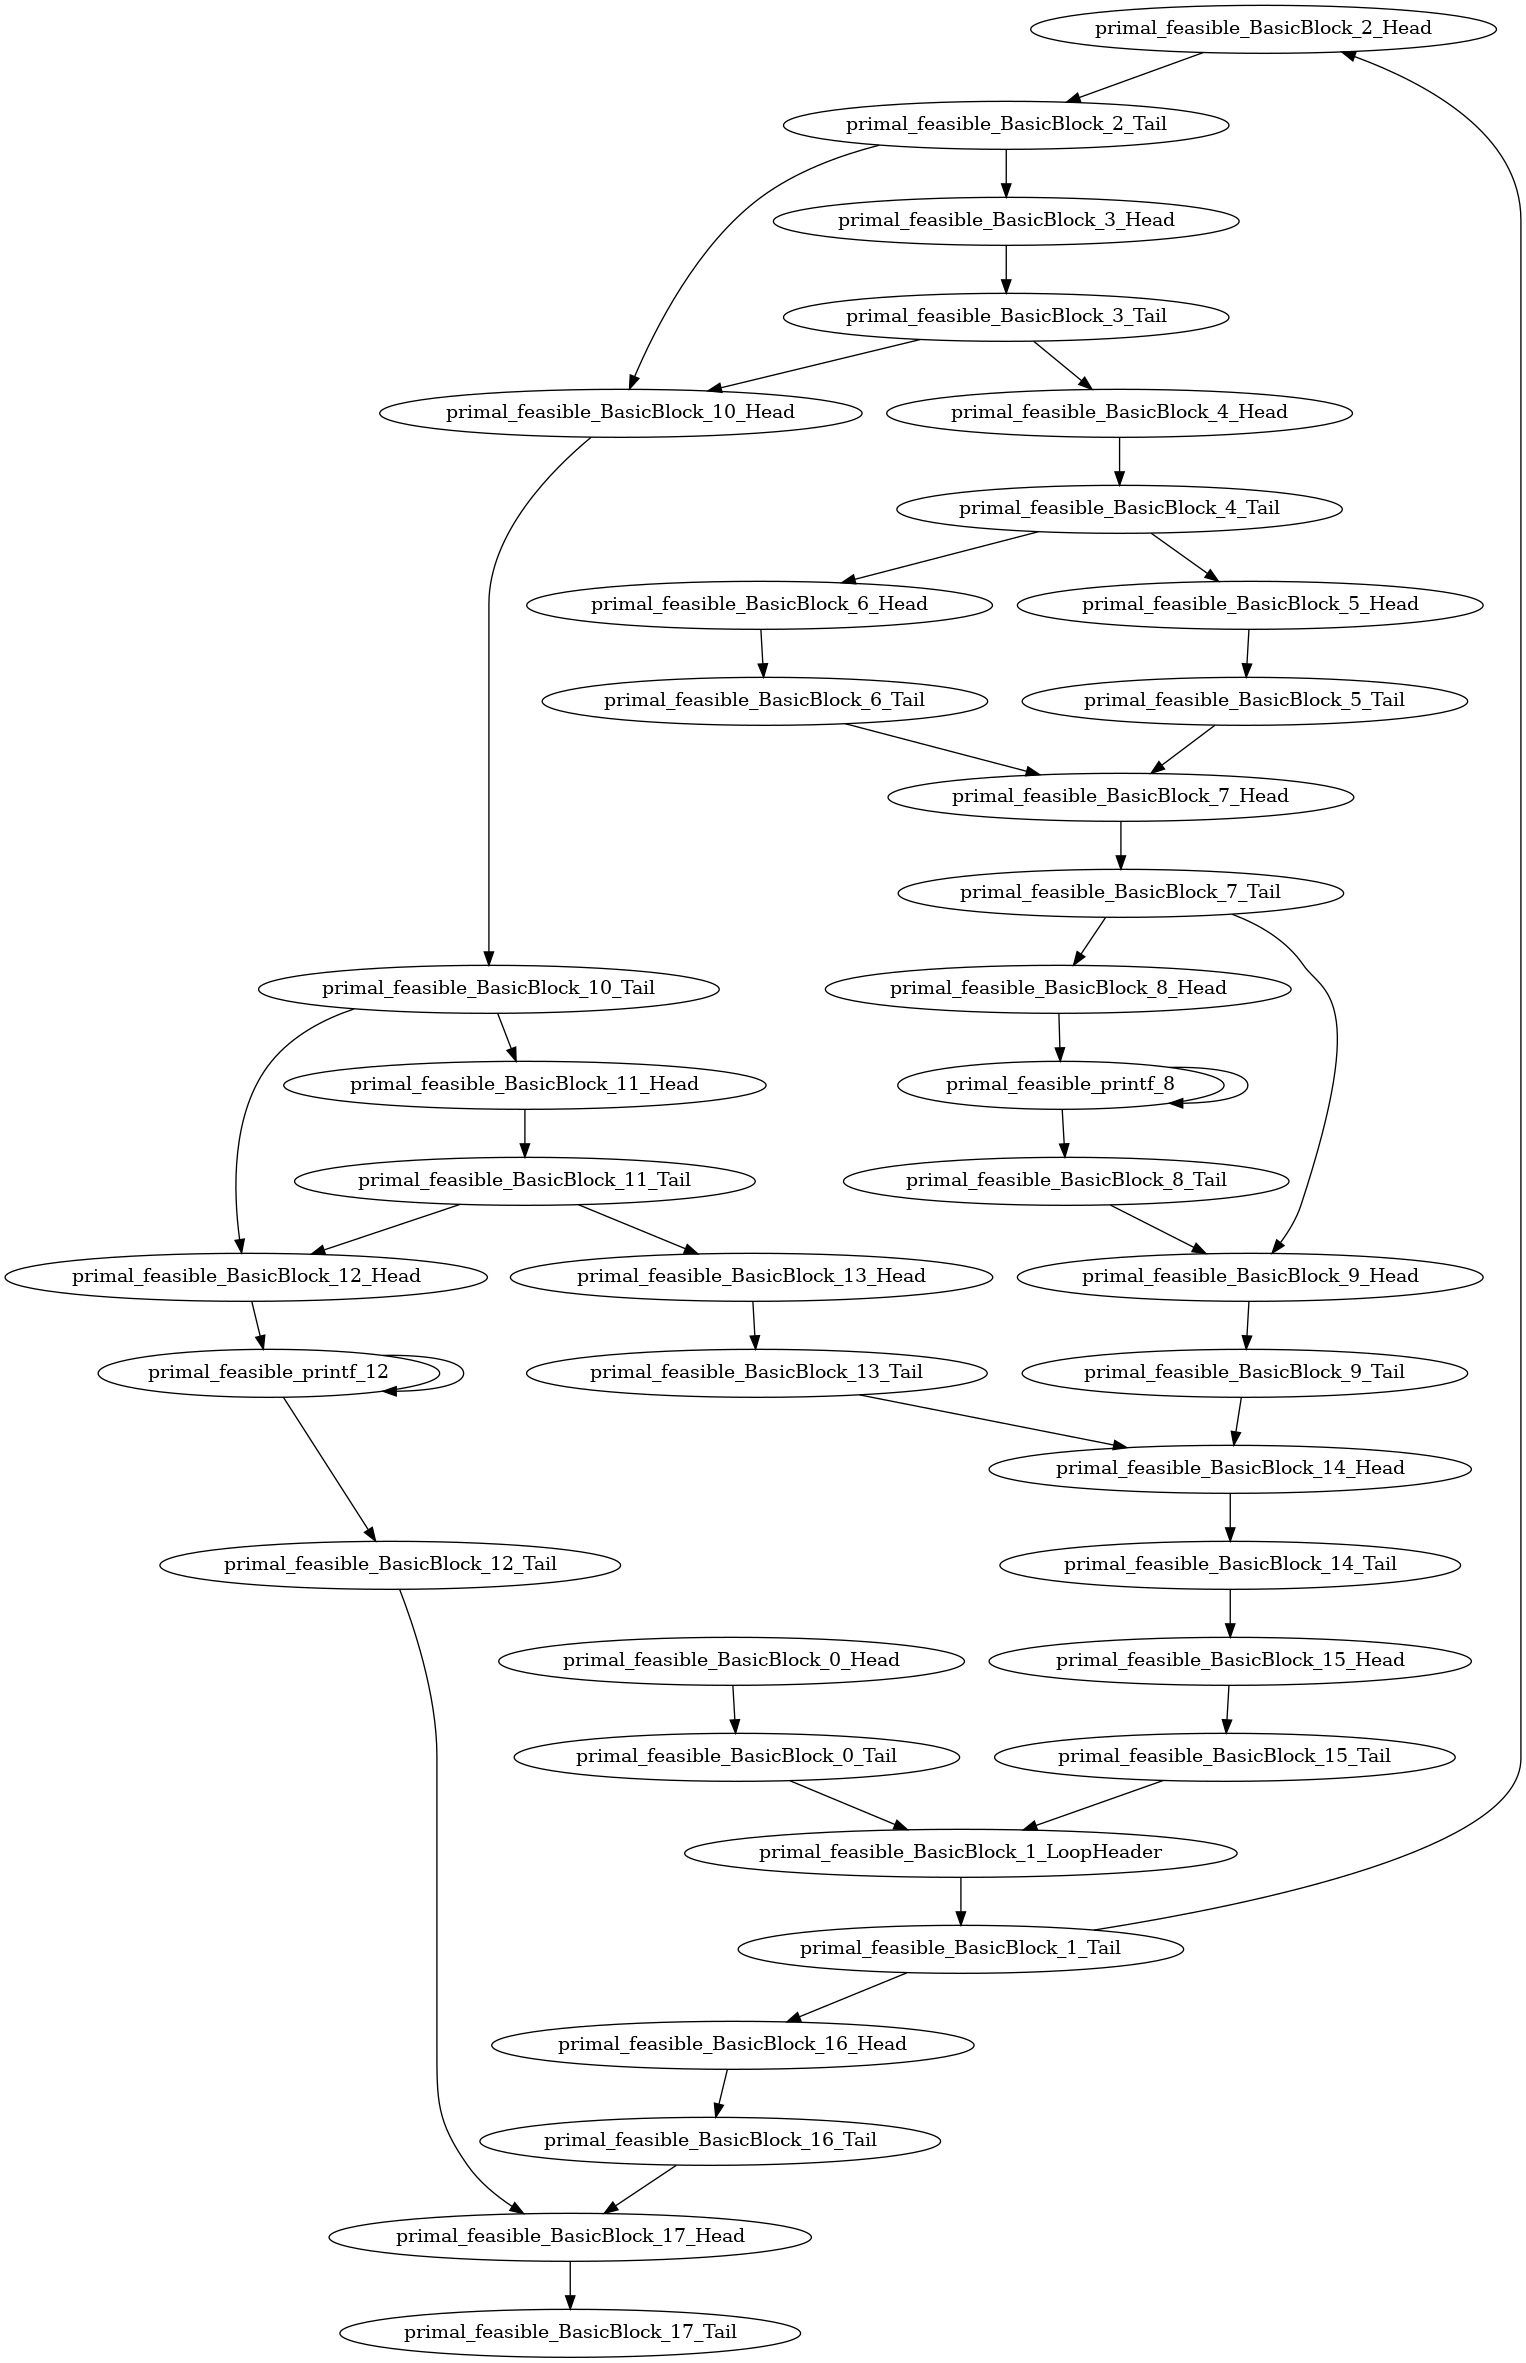 primal_feasible_BasicBlock_2_Head
primal_feasible_BasicBlock_2_Tail
primal_feasible_BasicBlock_3_Head
primal_feasible_BasicBlock_3_Tail
primal_feasible_BasicBlock_10_Head
primal_feasible_BasicBlock_4_Head
primal_feasible_BasicBlock_4_Tail
primal_feasible_BasicBlock_6_Head
primal_feasible_BasicBlock_5_Head
primal_feasible_BasicBlock_6_Tail
primal_feasible_BasicBlock_5_Tail
primal_feasible_BasicBlock_7_Head
primal_feasible_BasicBlock_7_Tail
primal_feasible_BasicBlock_10_Tail
primal_feasible_BasicBlock_8_Head
primal_feasible_BasicBlock_11_Head
primal_feasible_printf_8
primal_feasible_BasicBlock_11_Tail
primal_feasible_BasicBlock_8_Tail
primal_feasible_BasicBlock_12_Head
primal_feasible_BasicBlock_13_Head
primal_feasible_BasicBlock_9_Head
primal_feasible_printf_12
primal_feasible_BasicBlock_13_Tail
primal_feasible_BasicBlock_9_Tail
primal_feasible_BasicBlock_14_Head
primal_feasible_BasicBlock_12_Tail
primal_feasible_BasicBlock_14_Tail
primal_feasible_BasicBlock_0_Head
primal_feasible_BasicBlock_15_Head
primal_feasible_BasicBlock_0_Tail
primal_feasible_BasicBlock_15_Tail
primal_feasible_BasicBlock_1_LoopHeader
primal_feasible_BasicBlock_1_Tail
primal_feasible_BasicBlock_16_Head
primal_feasible_BasicBlock_16_Tail
primal_feasible_BasicBlock_17_Head
primal_feasible_BasicBlock_17_Tail